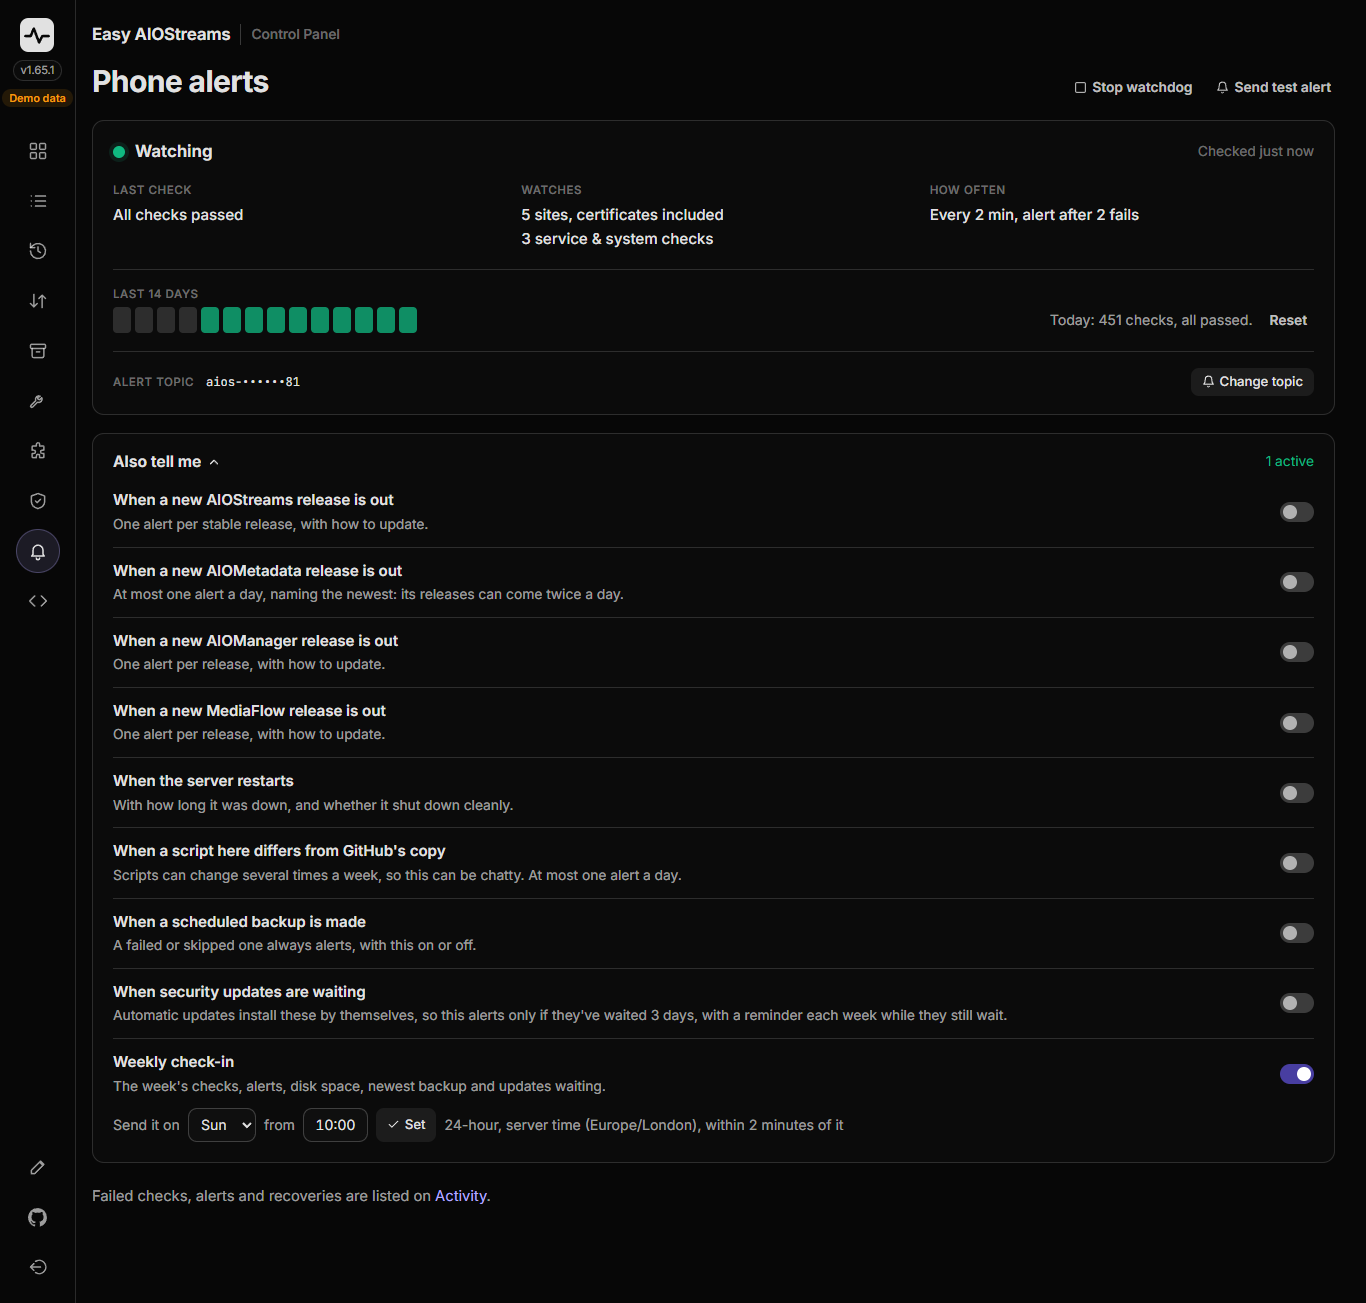 Easy AIOStreams
Control Panel
v1.65.1
Demo data
Phone alerts
Stop watchdog
Send test alert
Watching
Checked just now
LAST CHECK
All checks passed
WATCHES
5 sites, certificates included
3 service & system checks
HOW OFTEN
Every 2 min, alert after 2 fails
LAST 14 DAYS
Today: 451 checks, all passed.
Reset
ALERT TOPIC
aios-••••••81
Change topic
Also tell me
1 active
When a new AIOStreams release is out
One alert per stable release, with how to update.
When a new AIOMetadata release is out
At most one alert a day, naming the newest: its releases can come twice a day.
When a new AIOManager release is out
One alert per release, with how to update.
When a new MediaFlow release is out
One alert per release, with how to update.
When the server restarts
With how long it was down, and whether it shut down cleanly.
When a script here differs from GitHub's copy
Scripts can change several times a week, so this can be chatty. At most one alert a day.
When a scheduled backup is made
A failed or skipped one always alerts, with this on or off.
When security updates are waiting
Automatic updates install these by themselves, so this alerts only if they've waited 3 days, with a reminder each week while they still wait.
Weekly check-in
The week's checks, alerts, disk space, newest backup and updates waiting.
Send it on Sun from 10:00 Set 24-hour, server time (Europe/London), within 2 minutes of it
Failed checks, alerts and recoveries are listed on Activity.